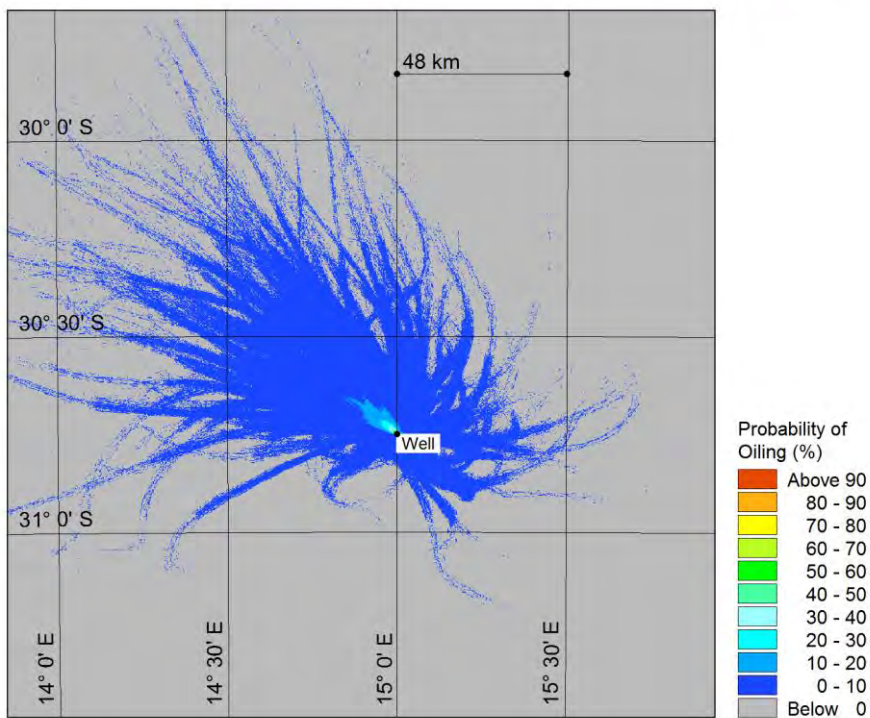 48 km
30° 0' S
30° 30' S
Well
31° 0' S
14° 0' E
14° 30' E
15° 0' E
15° 30' E
Probability of
Oiling (%)
Above 90
80 - 90
70 - 80
60 - 70
50 - 60
40 - 50
30 - 40
20 - 30
10 - 20
0 - 10
Below 0